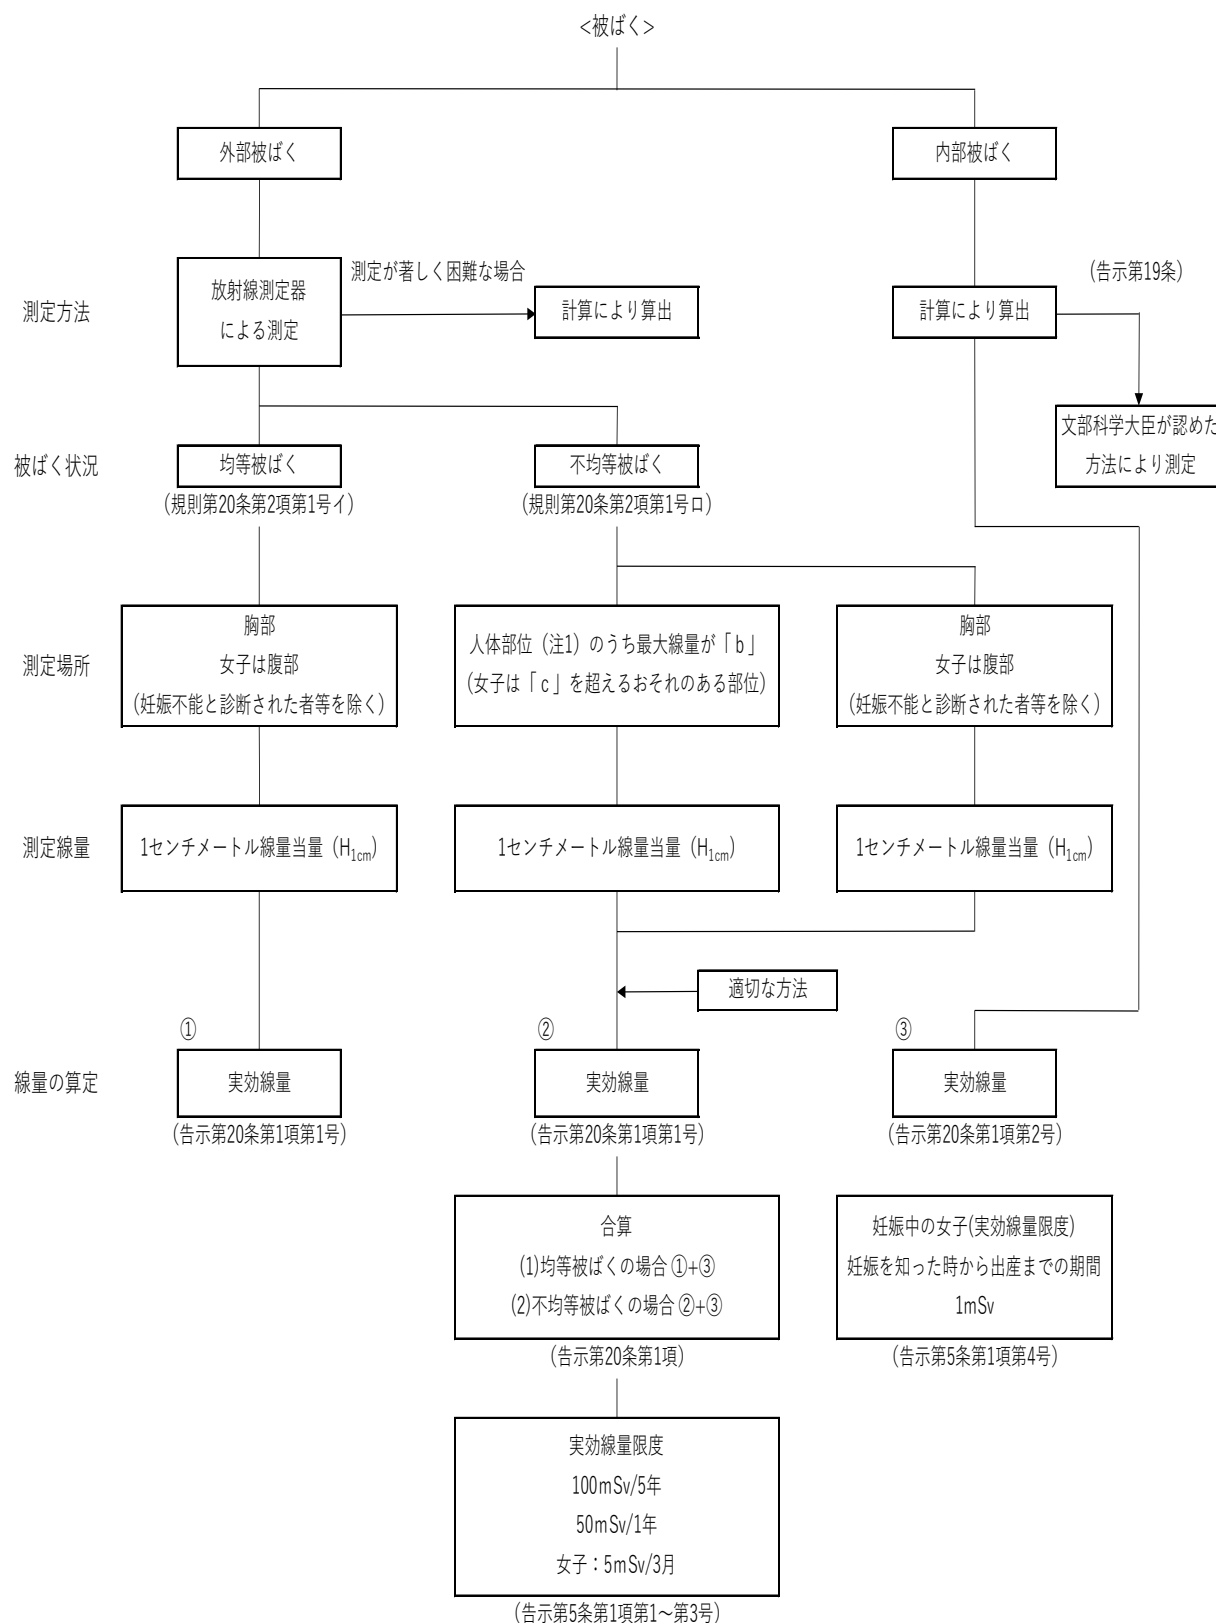 <被ばく>
外部被ばく
内部被ばく
測定方法
放射線測定器
による測定
測定が著しく困難な場合
計算により算出
計算により算出
(告示第19条)
文部科学大臣が認めた
方法により測定
被ばく状況
均等被ばく
(規則第20条第2項第1号イ)
不均等被ばく
(規則第20条第2項第1号ロ)
測定場所
胸部
女子は腹部
(妊娠不能と診断された者等を除く)
人体部位(注1)のうち最大線量が「b」
(女子は「c」を超えるおそれのある部位)
胸部
女子は腹部
(妊娠不能と診断された者等を除く)
測定線量
1センチメートル線量当量(H1cm)
1センチメートル線量当量(H1cm)
1センチメートル線量当量(H1cm)
適切な方法
①
②
③
線量の算定
実効線量
(告示第20条第1項第1号)
実効線量
(告示第20条第1項第1号)
実効線量
(告示第20条第1項第2号)
合算
(1)均等被ばくの場合①+③
(2)不均等被ばくの場合②+③
(告示第20条第1項)
妊娠中の女子(実効線量限度)
妊娠を知った時から出産までの期間
1mSv
(告示第5条第1項第4号)
実効線量限度
100mSv/5年
50mSv/1年
女子:5mSv/3月
(告示第5条第1項第1~第3号)